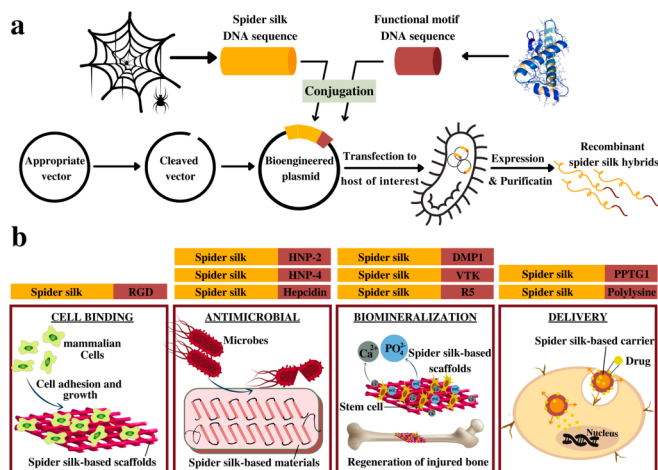 a
Spider silk
DNA sequence
Functional motif
DNA sequence
Conjugation
Appropriate
vector
Cleaved
vector
Bioengineered
plasmid
Transfection to
host of interest
Expression
& Purificatin
Recombinant
spider silk hybrids
b
Spider silk RGD
Spider silk HNP-2
Spider silk HNP-4
Spider silk Hepcidin
Spider silk DMP1
Spider silk VTK
Spider silk R5
Spider silk PPTG1
Spider silk Polylysine
CELL BINDING
mammalian
Cells
Cell adhesion and
growth
Spider silk-based scaffolds
ANTIMICROBIAL
Microbes
Spider silk-based materials
BIOMINERALIZATION
Ca2+
PO43-
Spider silk-based
scaffolds
Stem cell
Regeneration of injured bone
DELIVERY
Spider silk-based carrier
Drug
Nucleus